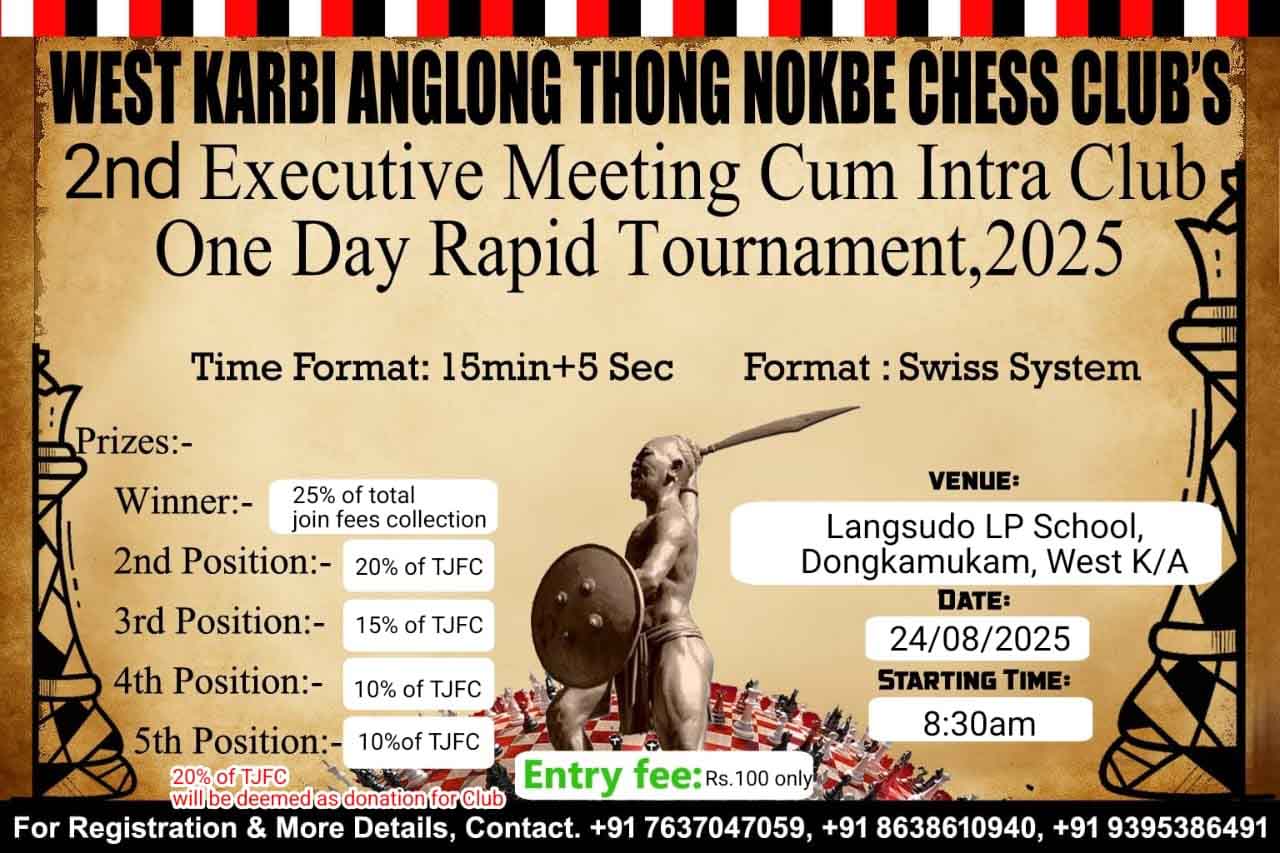 WEST KARBI ANGLONG THONG NOKBE CHESS CLUB'S
2nd Executive Meeting Cum Intra Club
One Day Rapid Tournament,2025
Time Format: 15min+5 Sec
Format : Swiss System
Prizes:-
Winner:- 25% of total
join fees collection
2nd Position:- 20% of TJFC
3rd Position:- 15% of TJFC
4th Position:- 10% of TJFC
5th Position:- 10%of TJFC
20% of TJFC
will be deemed as donation for Club
VENUE:
Langsudo LP School,
Dongkamukam, West K/A
DATE:
24/08/2025
STARTING TIME:
8:30am
Entry fee: Rs.100 only
For Registration & More Details, Contact. +91 7637047059, +91 8638610940, +91 9395386491